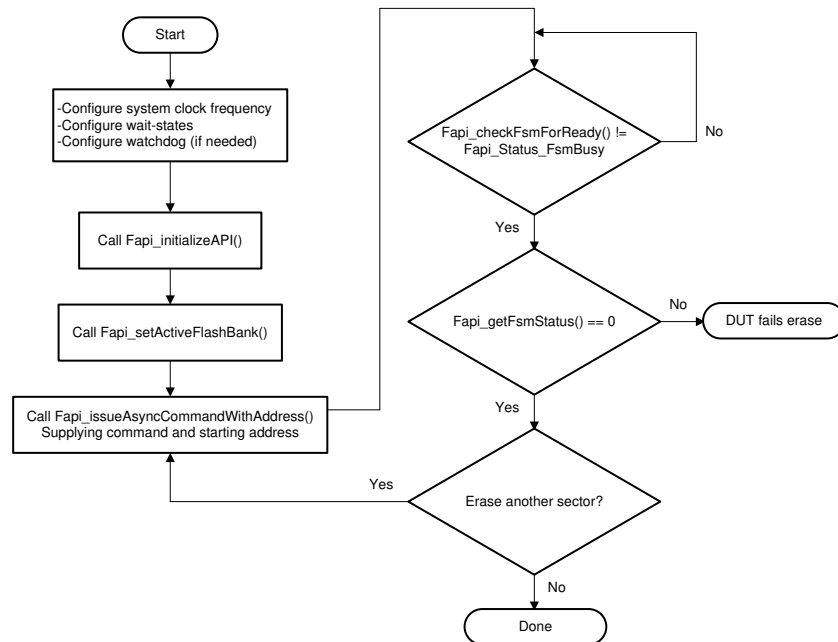 Start
-Configure system clock frequency
-Configure wait-states
-Configure watchdog (if needed)
Call Fapi_initializeAPI()
Call Fapi_setActiveFlashBank()
Call Fapi_issueAsyncCommandWithAddress()
Supplying command and starting address
Fapi_checkFsmForReady() !=
Fapi_Status_FsmBusy
No
Yes
Fapi_getFsmStatus() == 0
No
DUT fails erase
Yes
Erase another sector?
Yes
No
Done